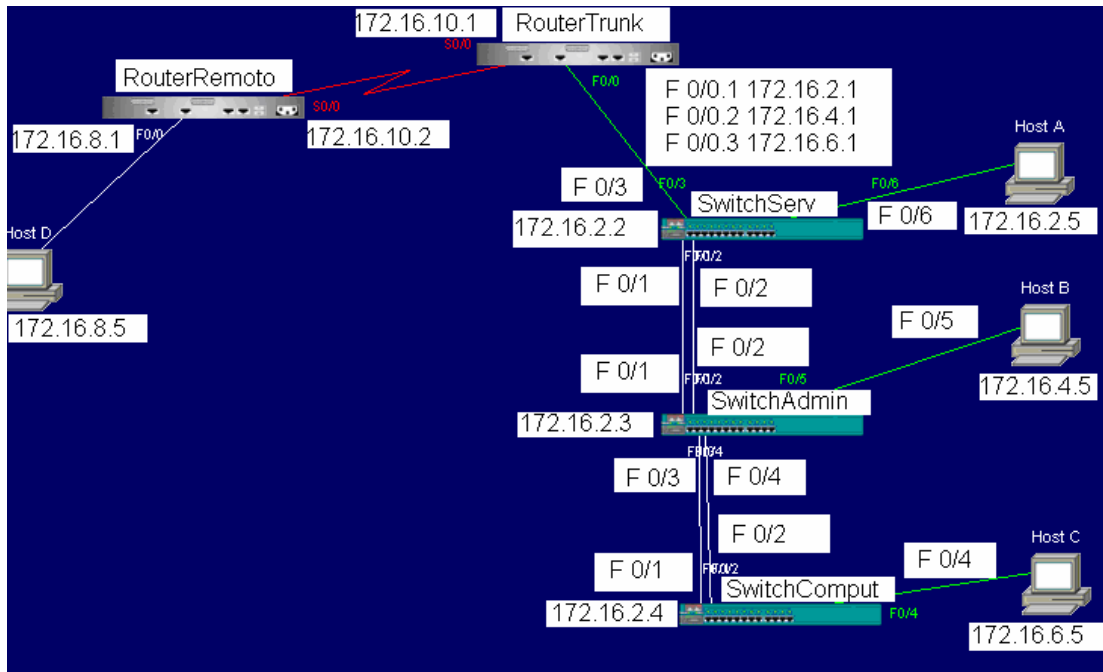 172.16.10.1
RouterTrunk
S0/0
RouterRemoto
F0/0
S0/0
172.16.8.1
F0/0
172.16.10.2
F 0/0.1 172.16.2.1
F 0/0.2 172.16.4.1
F 0/0.3 172.16.6.1
Host A
F 0/3
F0/3
F0/6
SwitchServ
F 0/6
172.16.2.5
172.16.2.2
Host D
172.16.8.5
F 0/1
F 0/2
Host B
F 0/5
F 0/2
F 0/1
F0/5
172.16.4.5
SwitchAdmin
172.16.2.3
F 0/3
F 0/4
F 0/2
Host C
F 0/4
F 0/1
SwitchComput
172.16.2.4
F0/4
172.16.6.5